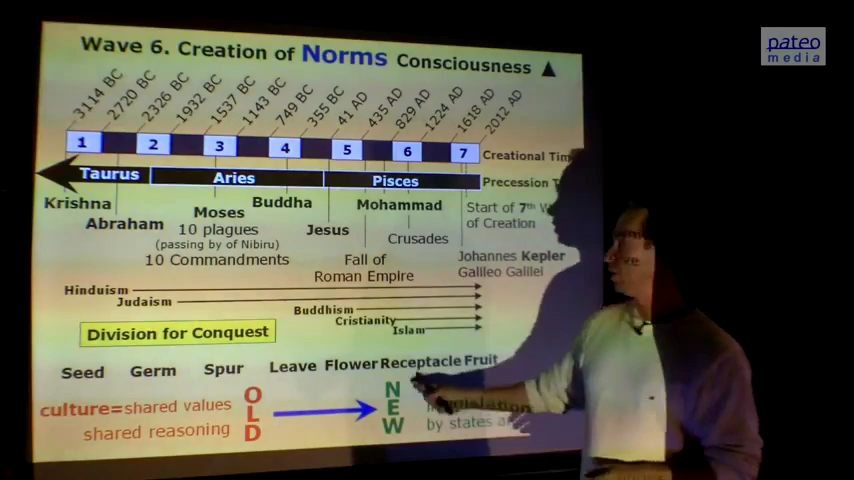 pateo
media
Wave 6. Creation of Norms Consciousness
3114 BC
2720 BC
2326 BC
1932 BC
1537 BC
1143 BC
749 BC
355 BC
41 AD
435 AD
829 AD
1224 AD
1618 AD
2012 AD
1 2 3 4 5 6 7
Creational Tim
Taurus Aries Pisces
Precession T
Krishna
Abraham
Moses
10 plagues
(passing by of Nibiru)
10 Commandments
Buddha
Jesus
Mohammad
Crusades
Fall of
Roman Empire
Start of 7th W
of Creation
Johannes Kepler
Galileo Galilei
Hinduism
Judaism
Buddhism
Cristianity
Islam
Division for Conquest
Seed Germ Spur Leave Flower Receptacle Fruit
culture=shared values
shared reasoning
OLD
NEW
by states